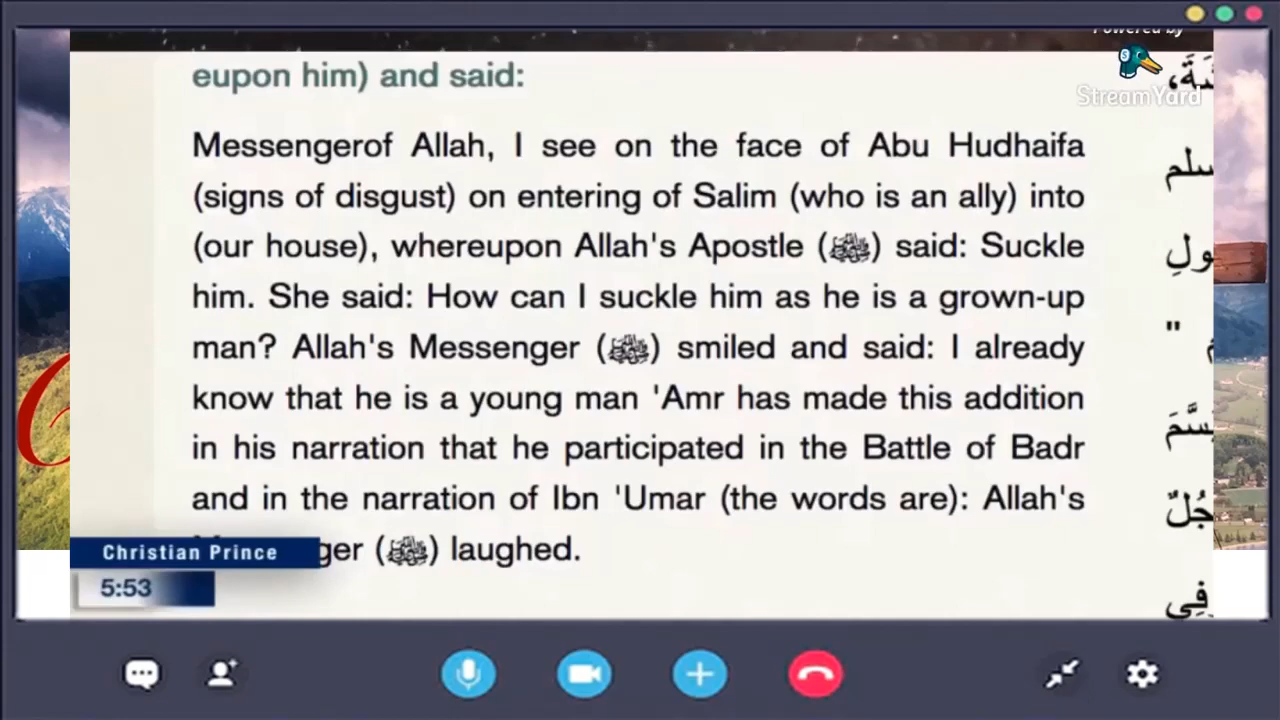 Powered by
StreamYard
eupon him) and said:
Messengerof Allah, I see on the face of Abu Hudhaifa
(signs of disgust) on entering of Salim (who is an ally) into
(our house), whereupon Allah's Apostle (ﷺ) said: Suckle
him. She said: How can I suckle him as he is a grown-up
man? Allah's Messenger (ﷺ) smiled and said: I already
know that he is a young man 'Amr has made this addition
in his narration that he participated in the Battle of Badr
and in the narration of Ibn 'Umar (the words are): Allah's
ger (ﷺ) laughed.
Christian Prince
5:53